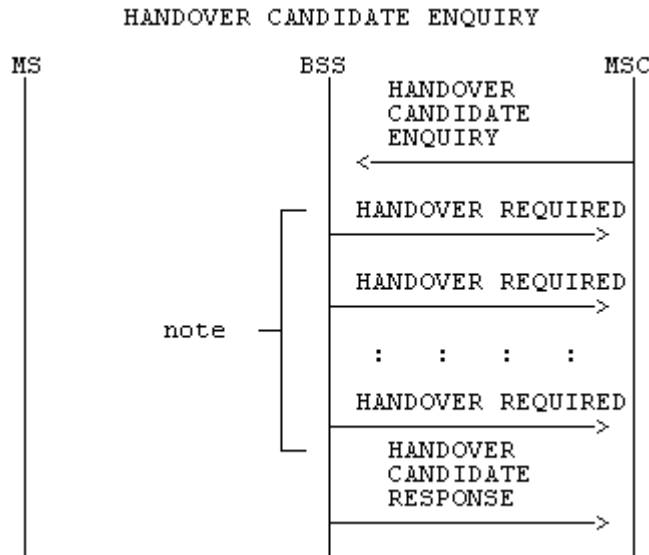 HANDOVER CANDIDATE ENQUIRY
MS BSS MSC
HANDOVER
CANDIDATE
ENQUIRY
HANDOVER REQUIRED
HANDOVER REQUIRED
note
: : : :
HANDOVER REQUIRED
HANDOVER
CANDIDATE
RESPONSE